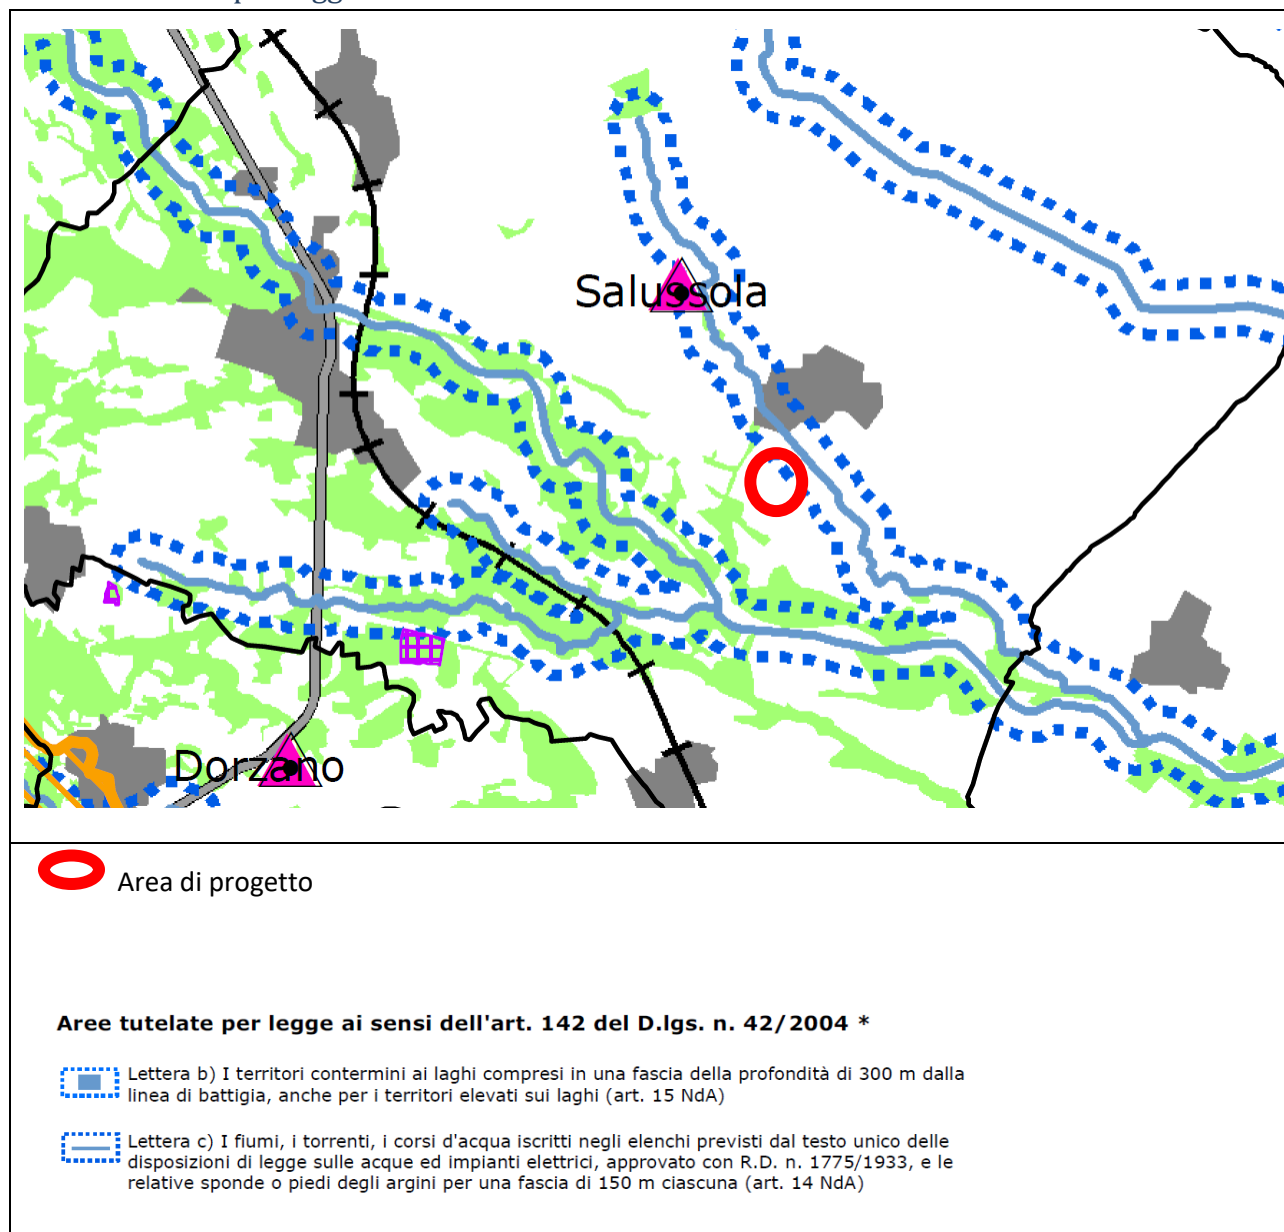 Salussola
Dorzano
Area di progetto
Aree tutelate per legge ai sensi dell'art. 142 del D.lgs. n. 42/2004 *
Lettera b) I territori contermini ai laghi compresi in una fascia della profondità di 300 m dalla
linea di battigia, anche per i territori elevati sui laghi (art. 15 NdA)
Lettera c) I fiumi, i torrenti, i corsi d'acqua iscritti negli elenchi previsti dal testo unico delle
disposizioni di legge sulle acque ed impianti elettrici, approvato con R.D. n. 1775/1933, e le
relative sponde o piedi degli argini per una fascia di 150 m ciascuna (art. 14 NdA)